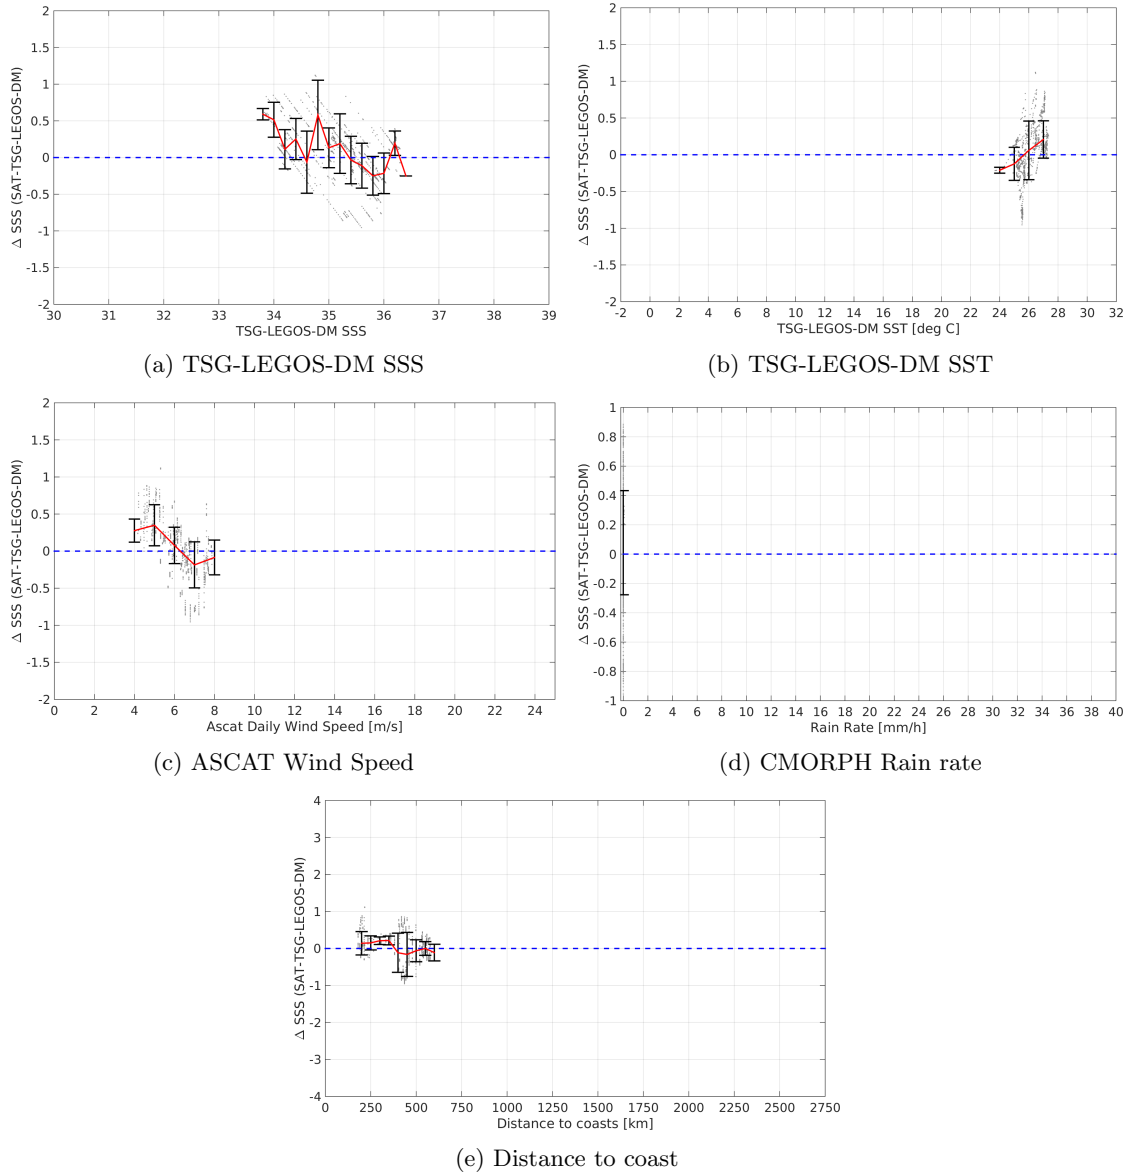 2
1.5
1
0.5
0
-0.5
-1
-1.5
-2
Δ SSS (SAT-TSG-LEGOS-DM)
30 31 32 33 34 35 36 37 38 39
TSG-LEGOS-DM SSS
(a) TSG-LEGOS-DM SSS
2
1.5
1
0.5
0
-0.5
-1
-1.5
-2
Δ SSS (SAT-TSG-LEGOS-DM)
-2 0 2 4 6 8 10 12 14 16 18 20 22 24 26 28 30 32
TSG-LEGOS-DM SST [deg C]
(b) TSG-LEGOS-DM SST
2
1.5
1
0.5
0
-0.5
-1
-1.5
-2
Δ SSS (SAT-TSG-LEGOS-DM)
0 2 4 6 8 10 12 14 16 18 20 22 24
Ascat Daily Wind Speed [m/s]
(c) ASCAT Wind Speed
1
0.8
0.6
0.4
0.2
0
-0.2
-0.4
-0.6
-0.8
-1
Δ SSS (SAT-TSG-LEGOS-DM)
0 2 4 6 8 10 12 14 16 18 20 22 24 26 28 30 32 34 36 38 40
Rain Rate [mm/h]
(d) CMORPH Rain rate
4
3
2
1
0
-1
-2
-3
-4
Δ SSS (SAT-TSG-LEGOS-DM)
0 250 500 750 1000 1250 1500 1750 2000 2250 2500 2750
Distance to coasts [km]
(e) Distance to coast